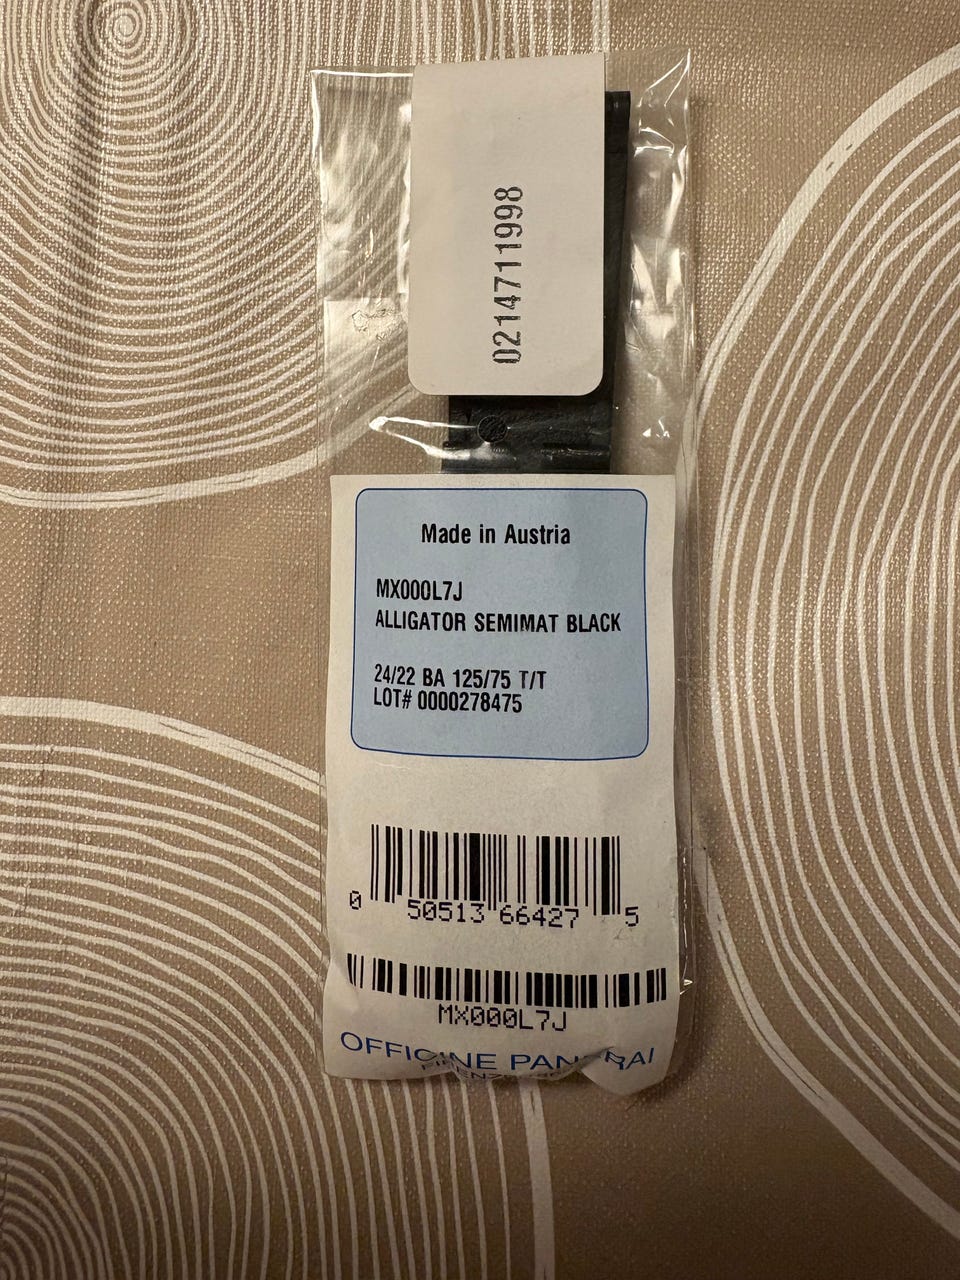 0214711998
Made in Austria
MX000L7J
ALLIGATOR SEMIMAT BLACK
24/22 BA 125/75 T/T
LOT# 0000278475
0 50513 66427 5
MX000L7J
OFFICINE PANERAI